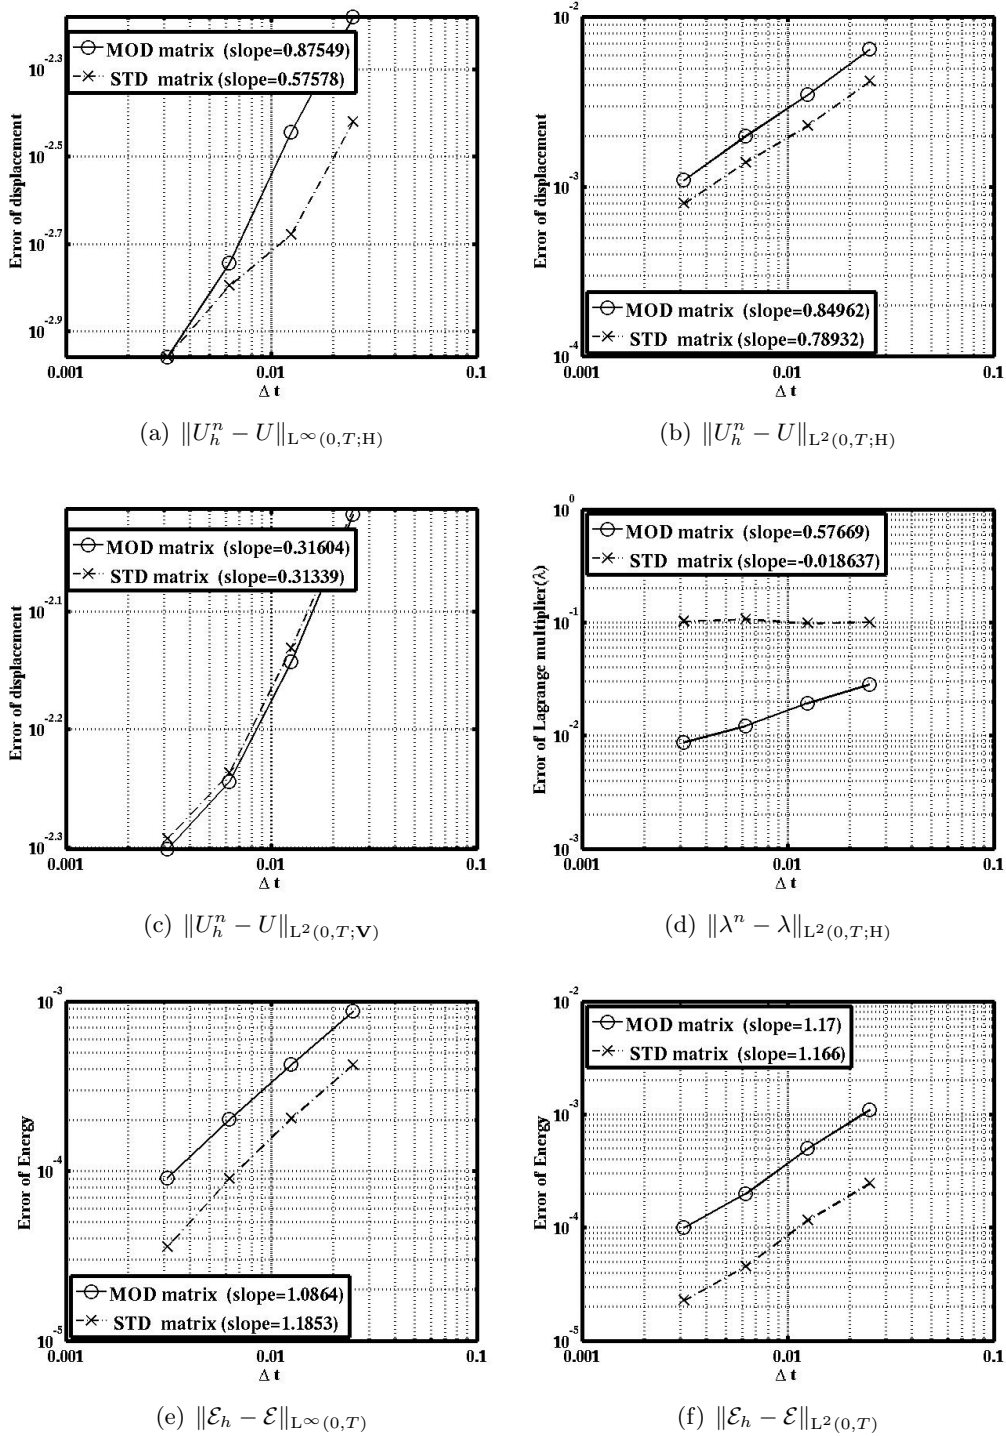 MOD matrix (slope=0.87549)
STD matrix (slope=0.57578)
10^-2.3
10^-2.5
10^-2.7
10^-2.9
Error of displacement
0.001 0.01 0.1
Δ t
(a) ‖U_h^n − U‖_L∞(0,T;H)
10^-2
10^-3
10^-4
Error of displacement
MOD matrix (slope=0.84962)
STD matrix (slope=0.78932)
0.001 0.01 0.1
Δ t
(b) ‖U_h^n − U‖_L²(0,T;H)
MOD matrix (slope=0.31604)
STD matrix (slope=0.31339)
10^-2.1
10^-2.2
10^-2.3
Error of displacement
0.001 0.01 0.1
Δ t
(c) ‖U_h^n − U‖_L²(0,T;V)
10^0
MOD matrix (slope=0.57669)
STD matrix (slope=-0.018637)
10^-1
10^-2
10^-3
Error of Lagrange multiplier(λ)
0.001 0.01 0.1
Δ t
(d) ‖λ^n − λ‖_L²(0,T;H)
10^-3
10^-4
10^-5
Error of Energy
MOD matrix (slope=1.0864)
STD matrix (slope=1.1853)
0.001 0.01 0.1
Δ t
(e) ‖ℰ_h − ℰ‖_L∞(0,T)
10^-2
MOD matrix (slope=1.17)
STD matrix (slope=1.166)
10^-3
10^-4
10^-5
Error of Energy
0.001 0.01 0.1
Δ t
(f) ‖ℰ_h − ℰ‖_L²(0,T)